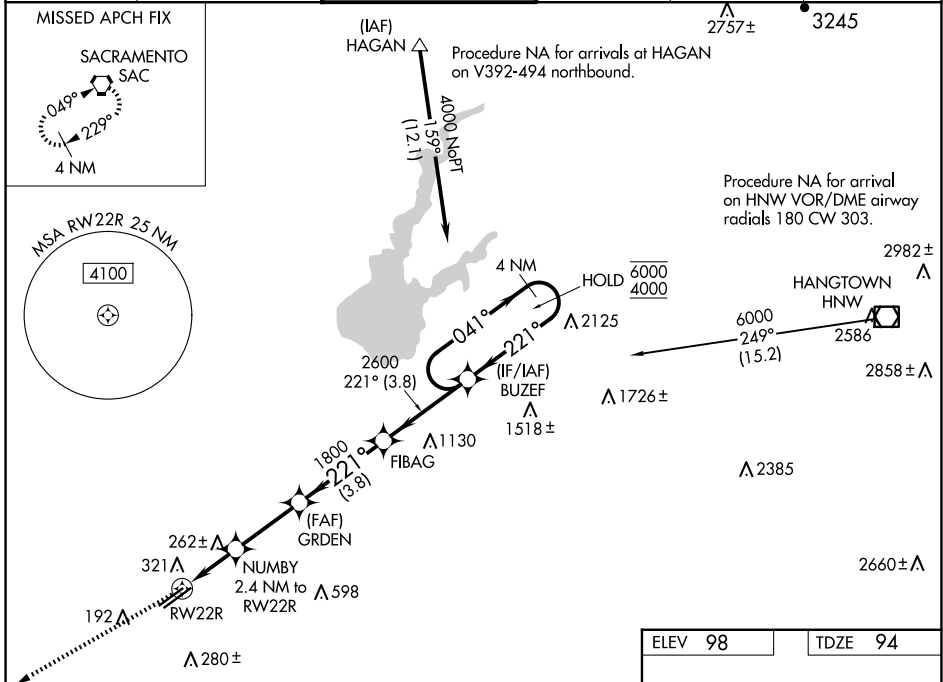 MISSED APCH FIX
SACRAMENTO
SAC
049°
229°
4 NM
(IAF)
HAGAN
Procedure NA for arrivals at HAGAN
on V392-494 northbound.
2757±
3245
4000 NoPT
159°
(12.1)
Procedure NA for arrival
on HNW VOR/DME airway
radials 180 CW 303.
MSA RW22R 25 NM
4100
2982±
4 NM
HOLD
6000
4000
HANGTOWN
HNW
041°
221°
2125
6000
249°
(15.2)
2586
2600
221° (3.8)
(IF/IAF)
BUZEF
2858±
1726±
1518±
1130
FIBAG
1800
221°
(3.8)
2385
(FAF)
GRDEN
262±
NUMBY
2.4 NM to
RW22R
321
598
2660±
RW22R
192
280±
ELEV 98
TDZE 94